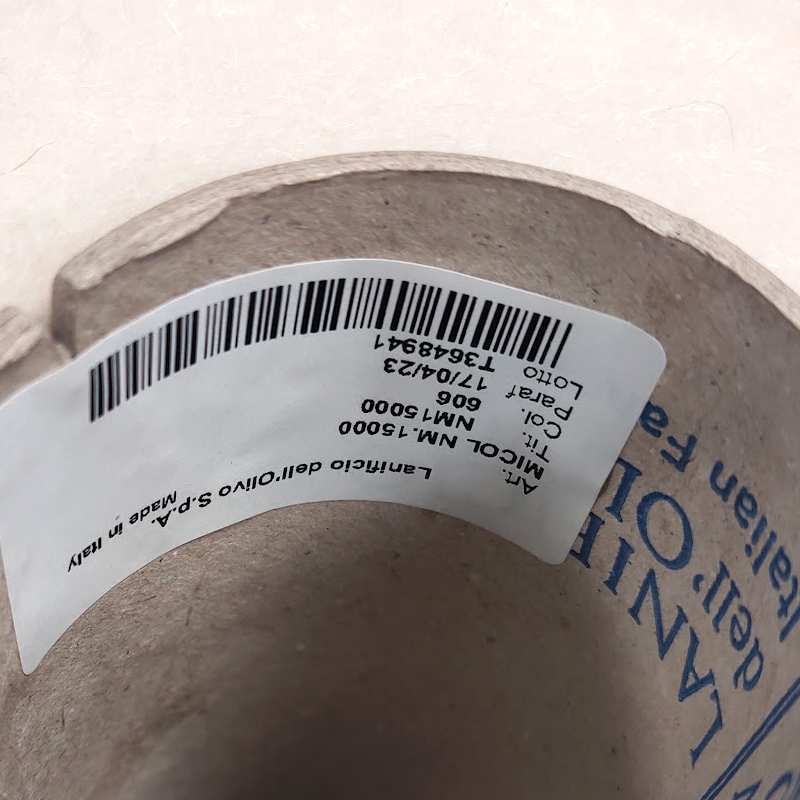 Lanificio dell'Olivo S.p.A.
Made in Italy
Art. MICOL NM.15000
Tit. NM15000
Col. 606
Paraf 17/04/23
Lotto T3648941
LANIF
dell' OL
Italian Fa